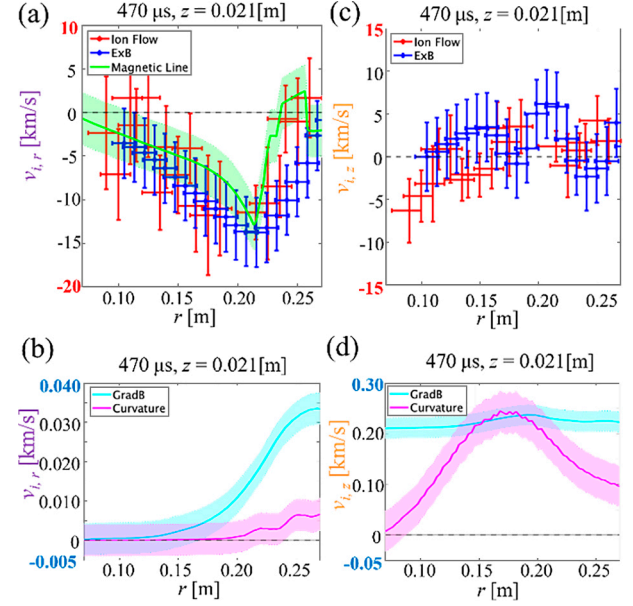 (a)
470 μs, z = 0.021[m]
Ion Flow
ExB
Magnetic Line
10
5
0
-5
-10
-15
-20
v_{i, r} [km/s]
0.10
0.15
0.20
0.25
r [m]
(c)
470 μs, z = 0.021[m]
Ion Flow
ExB
15
10
5
0
-5
-10
-15
v_{i, z} [km/s]
0.10
0.15
0.20
0.25
r [m]
(b)
470 μs, z = 0.021[m]
GradB
Curvature
0.040
0.030
0.010
0
-0.005
v_{i, r} [km/s]
0.10
0.15
0.20
0.25
r [m]
(d)
470 μs, z = 0.021[m]
GradB
Curvature
0.30
0.20
0.10
0
-0.05
v_{i, z} [km/s]
0.10
0.15
0.20
0.25
r [m]